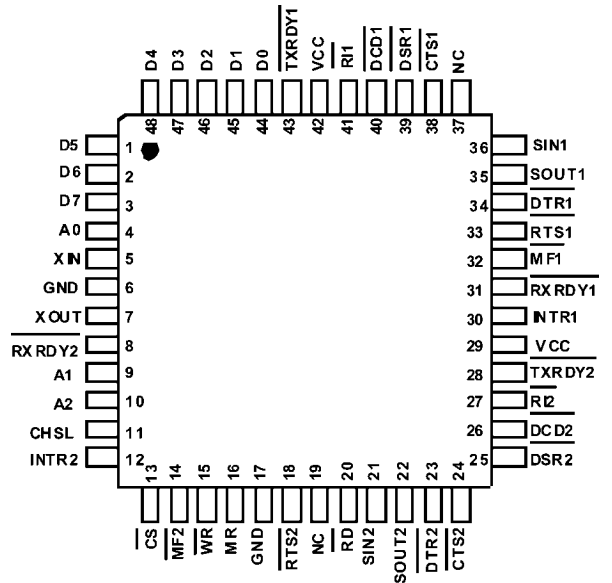 D4 D3 D2 D1 D0 TXRDY1 VCC RI1 DCD1 DSR1 CTS1 NC
48 47 46 45 44 43 42 41 40 39 38 37
D5 1
D6 2
D7 3
A0 4
XIN 5
GND 6
XOUT 7
RXRDY2 8
A1 9
A2 10
CHSL 11
INTR2 12
36 SIN1
35 SOUT1
34 DTR1
33 RTS1
32 MF1
31 RXRDY1
30 INTR1
29 VCC
28 TXRDY2
27 RI2
26 DCD2
25 DSR2
13 14 15 16 17 18 19 20 21 22 23 24
CS MF2 WR MR GND RTS2 NC RD SIN2 SOUT2 DTR2 CTS2